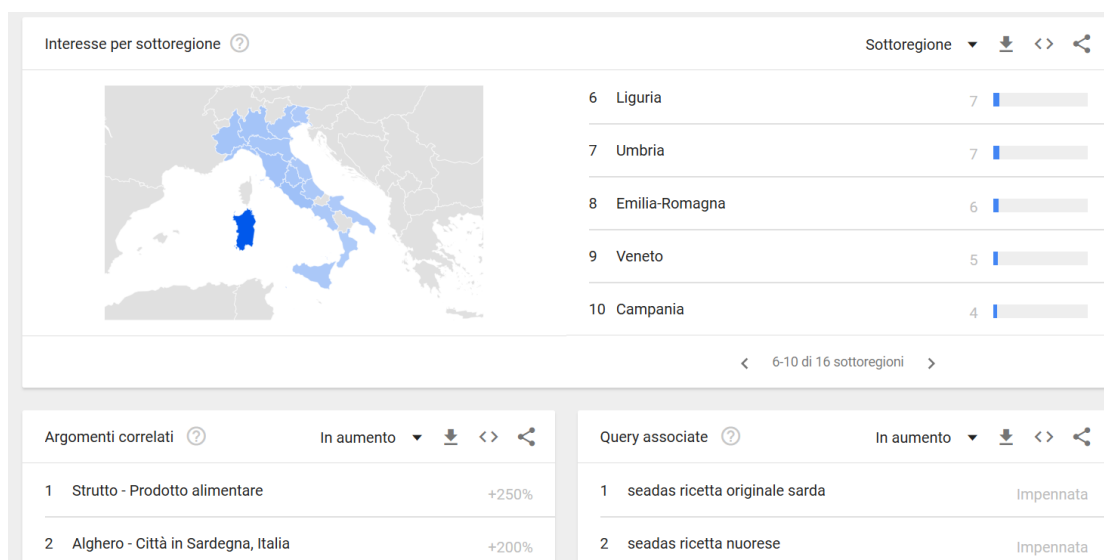 Interesse per sottoregione ?
Sottoregione
6 Liguria 7
7 Umbria 7
8 Emilia-Romagna 6
9 Veneto 5
10 Campania 4
6-10 di 16 sottoregioni
Argomenti correlati ? In aumento
1 Strutto - Prodotto alimentare +250%
2 Alghero - Città in Sardegna, Italia +200%
Query associate ? In aumento
1 seadas ricetta originale sarda Impennata
2 seadas ricetta nuorese Impennata